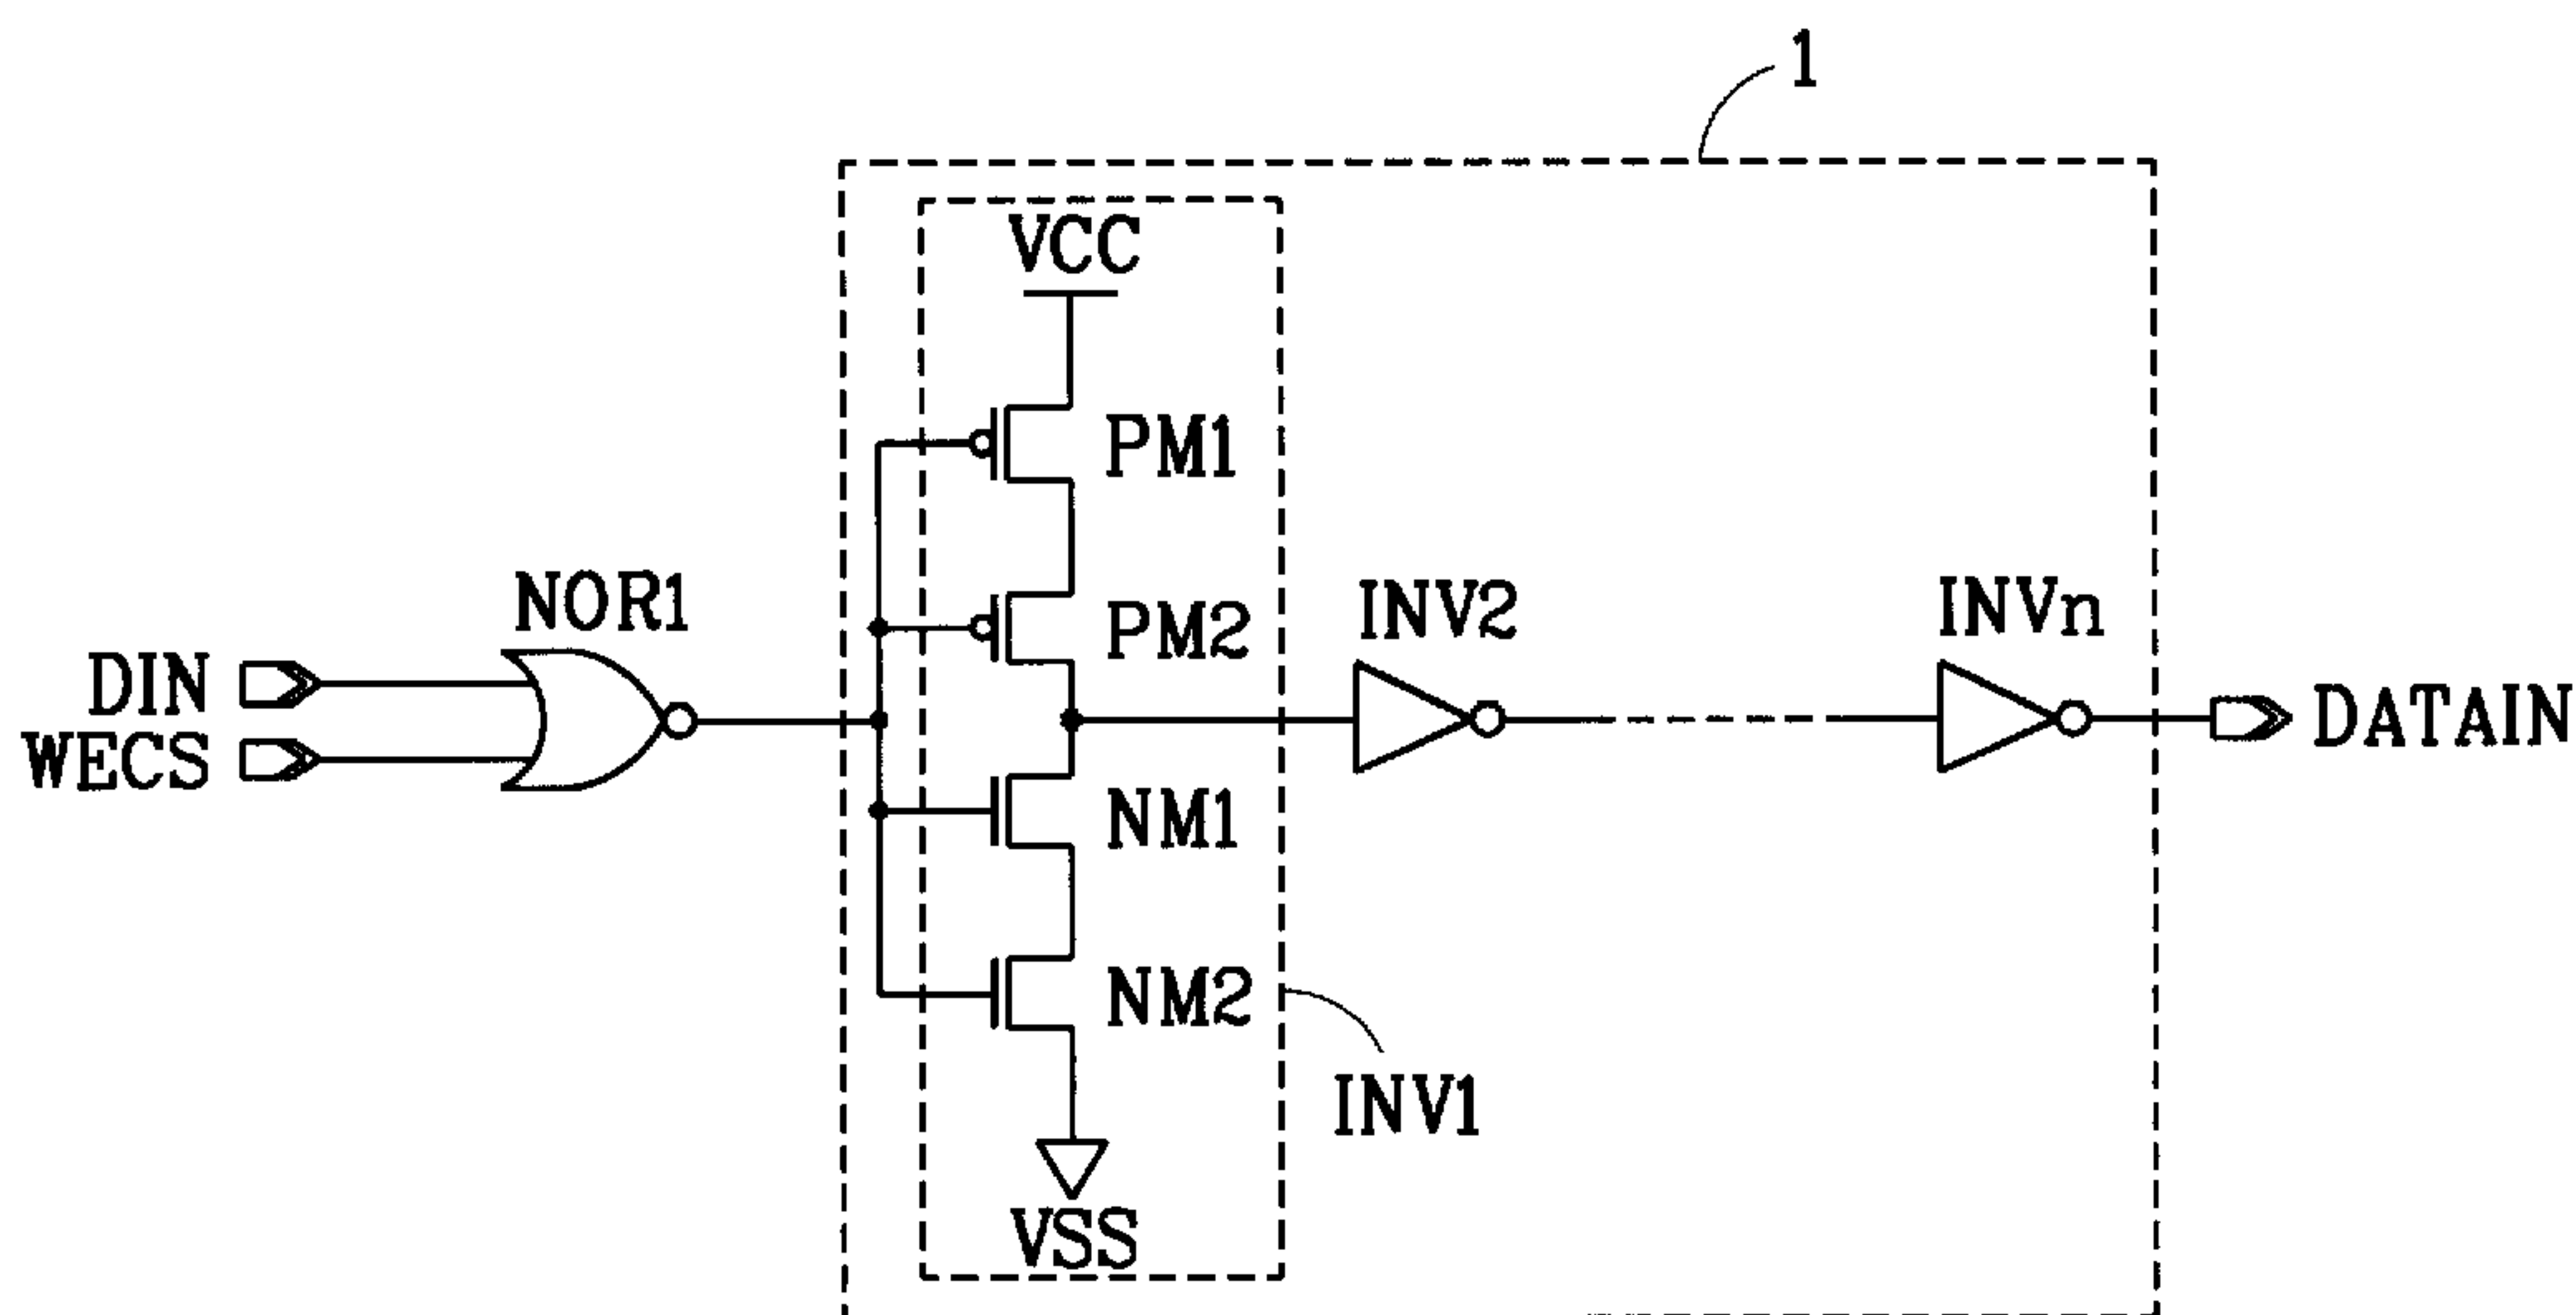 1
VCC
PM1
NOR1
PM2
INV2
INVn
DIN
DATAIN
WECS
NM1
NM2
INV1
VSS